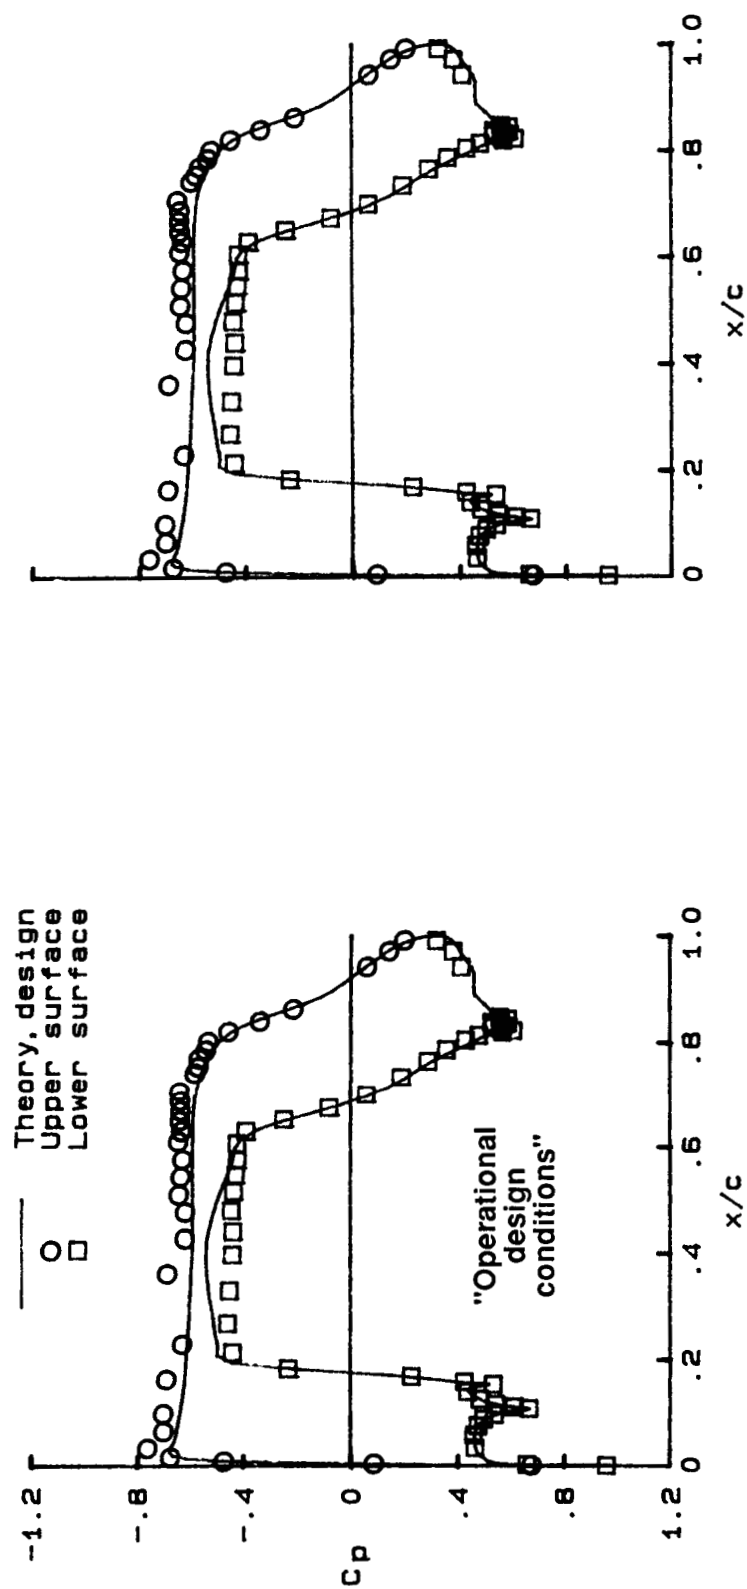 Theory, design
Upper surface
Lower surface
-1.2
-.8
-.4
0
.4
.8
1.2
Cp
"Operational
design
conditions"
0
.2
.4
.6
.8
1.0
x/c
0
.2
.4
.6
.8
1.0
x/c